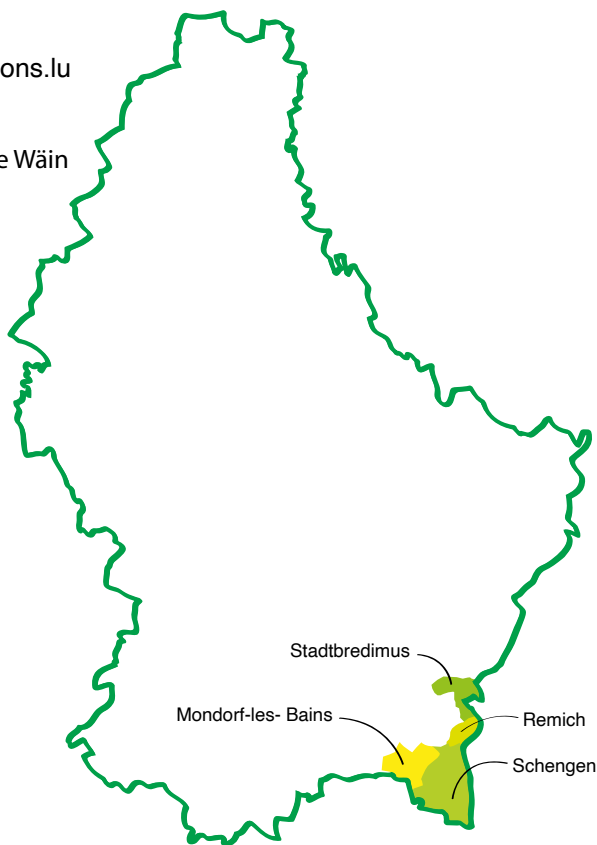 ons.lu
e Wäin
Stadtbredimus
Mondorf-les- Bains
Remich
Schengen